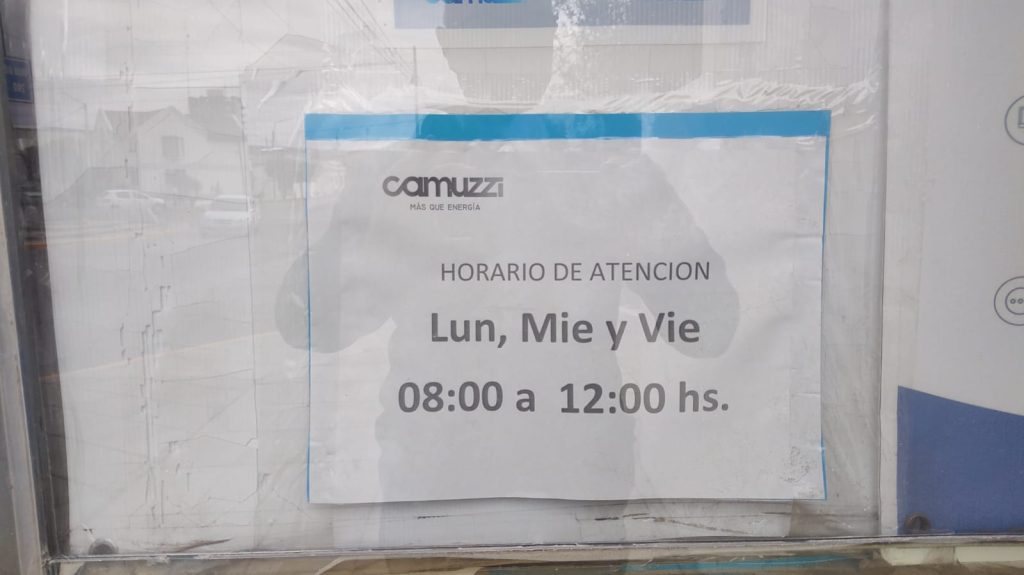 camuzzi
MÁS QUE ENERGÍA
HORARIO DE ATENCION
Lun, Mie y Vie
08:00 a 12:00 hs.